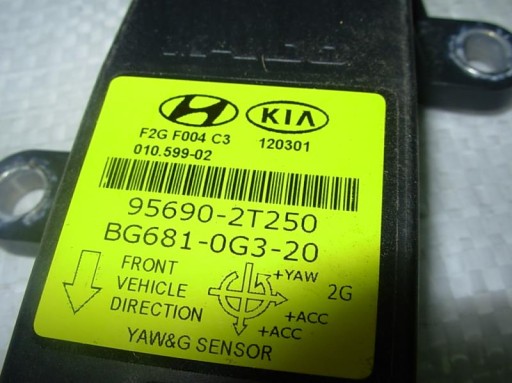 MANDO
KIA
F2G F004 C3 120301
010.599-02
95690-2T250
BG681-0G3-20
FRONT
VEHICLE
DIRECTION
+YAW 2G
+ACC
+ACC
YAW&G SENSOR